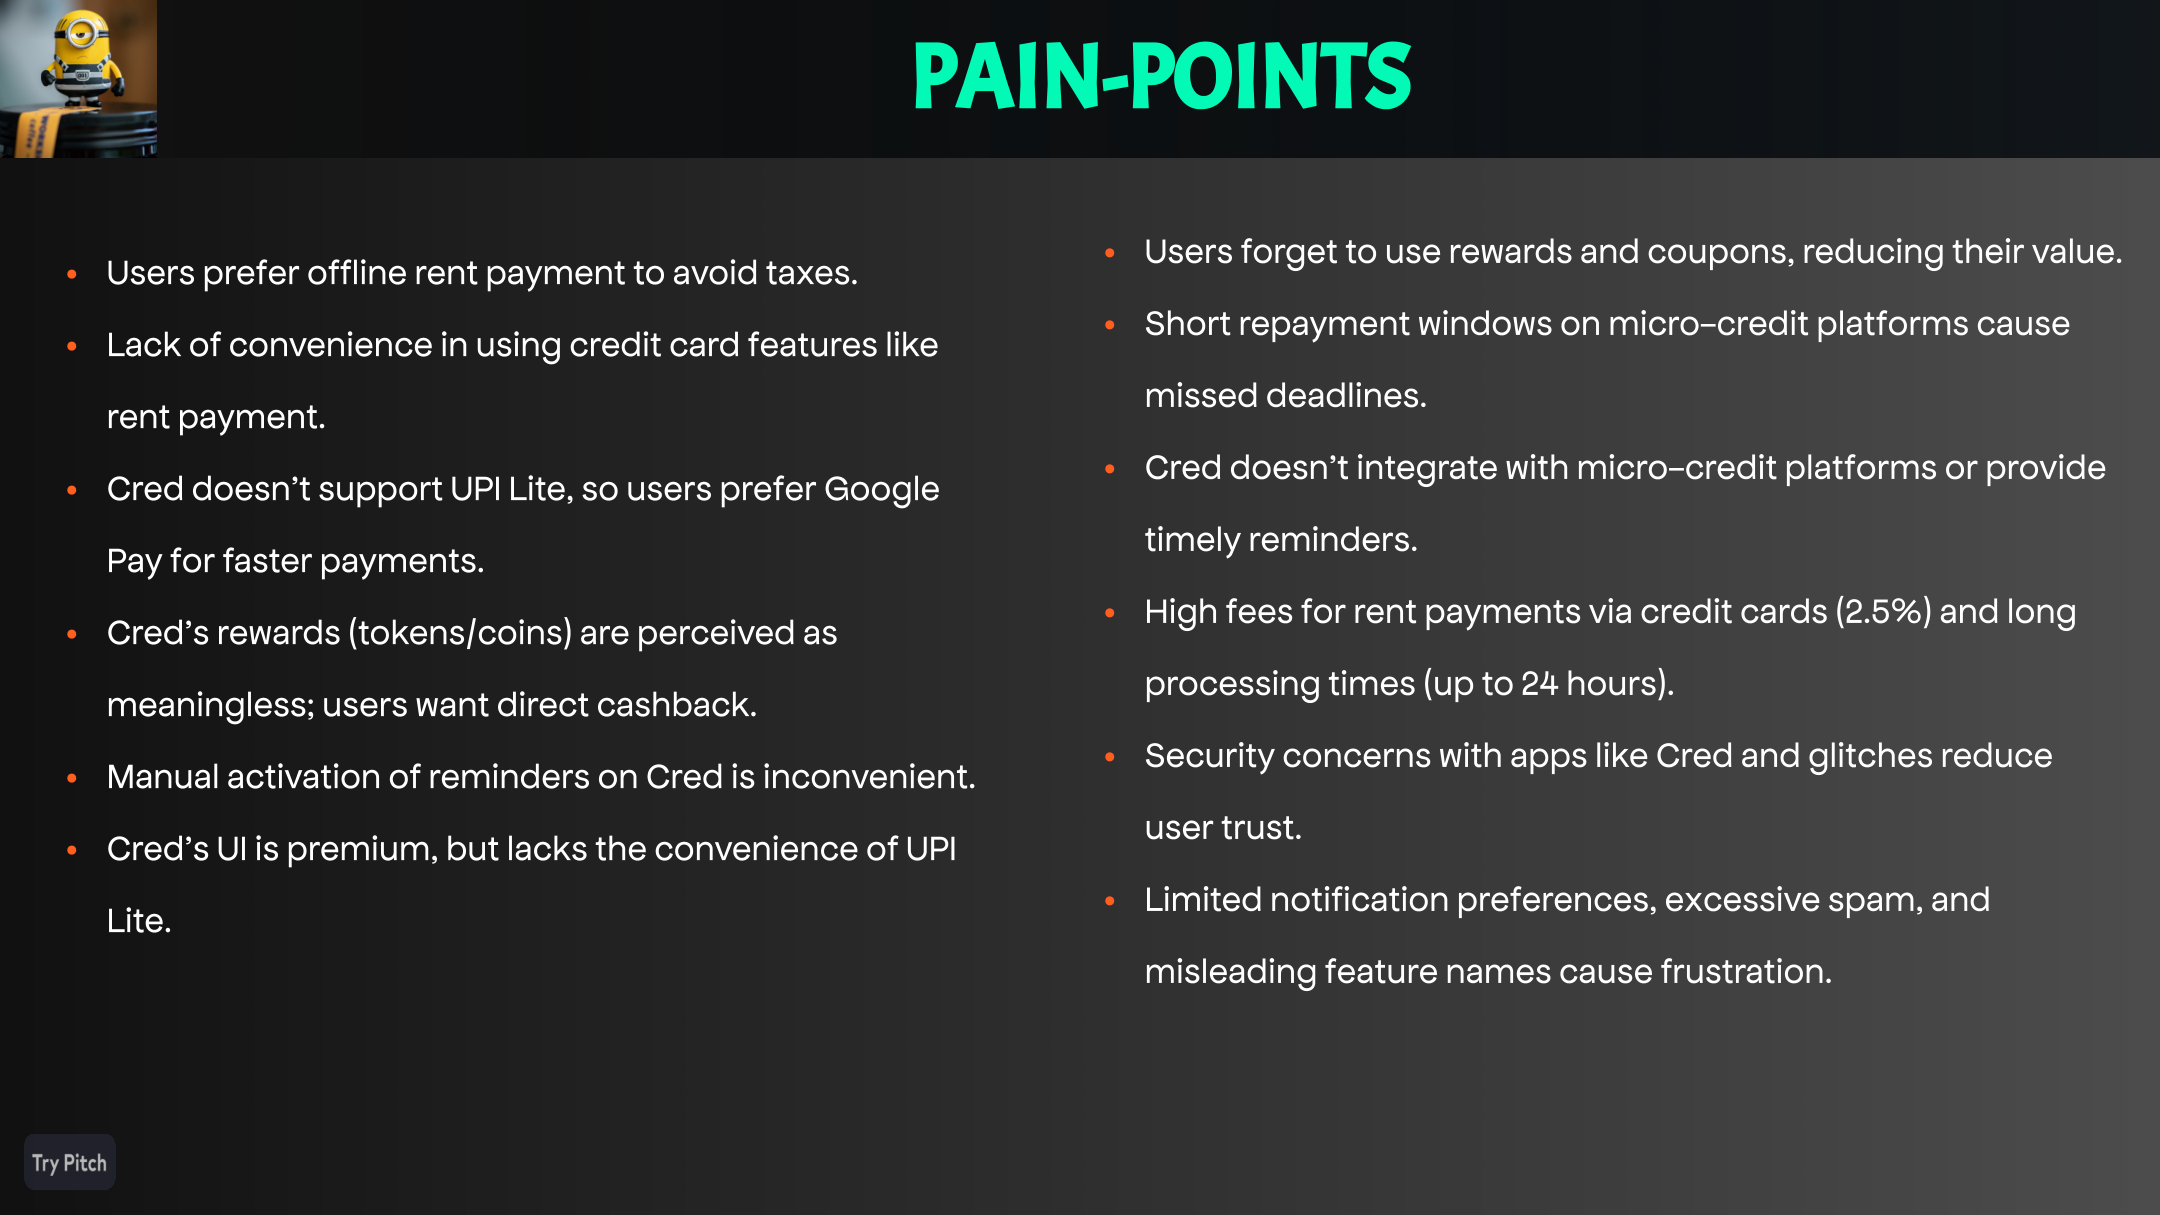 PAIN-POINTS
• Users prefer offline rent payment to avoid taxes.
• Lack of convenience in using credit card features like
rent payment.
• Cred doesn’t support UPI Lite, so users prefer Google
Pay for faster payments.
• Cred’s rewards (tokens/coins) are perceived as
meaningless; users want direct cashback.
• Manual activation of reminders on Cred is inconvenient.
• Cred’s UI is premium, but lacks the convenience of UPI
Lite.
• Users forget to use rewards and coupons, reducing their value.
• Short repayment windows on micro–credit platforms cause
missed deadlines.
• Cred doesn’t integrate with micro–credit platforms or provide
timely reminders.
• High fees for rent payments via credit cards (2.5%) and long
processing times (up to 24 hours).
• Security concerns with apps like Cred and glitches reduce
user trust.
• Limited notification preferences, excessive spam, and
misleading feature names cause frustration.
Try Pitch